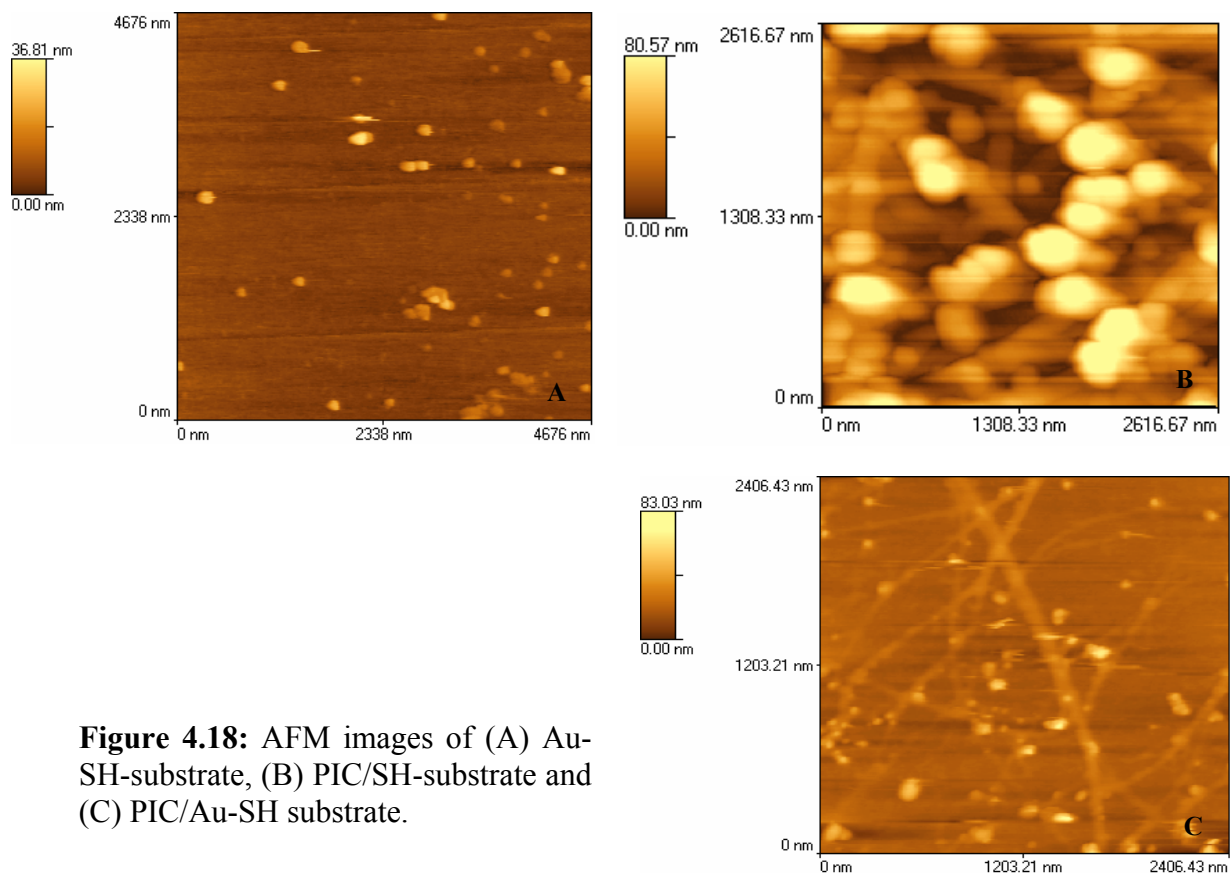 4676 nm
36.81 nm
0.00 nm
2338 nm
0 nm
A
0 nm
2338 nm
4676 nm
2616.67 nm
80.57 nm
0.00 nm
1308.33 nm
0 nm
B
0 nm
1308.33 nm
2616.67 nm
2406.43 nm
83.03 nm
0.00 nm
1203.21 nm
0 nm
C
0 nm
1203.21 nm
2406.43 nm
Figure 4.18: AFM images of (A) Au-
SH-substrate, (B) PIC/SH-substrate and
(C) PIC/Au-SH substrate.